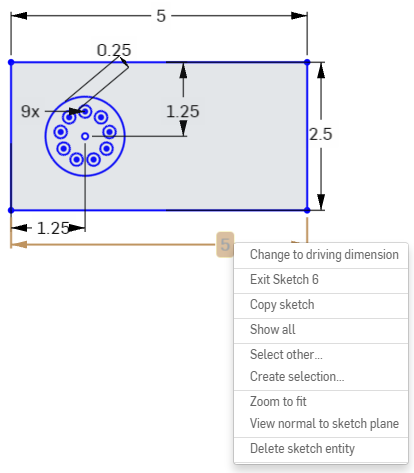 5
0.25
9x
1.25
2.5
1.25
5
Change to driving dimension
Exit Sketch 6
Copy sketch
Show all
Select other...
Create selection...
Zoom to fit
View normal to sketch plane
Delete sketch entity